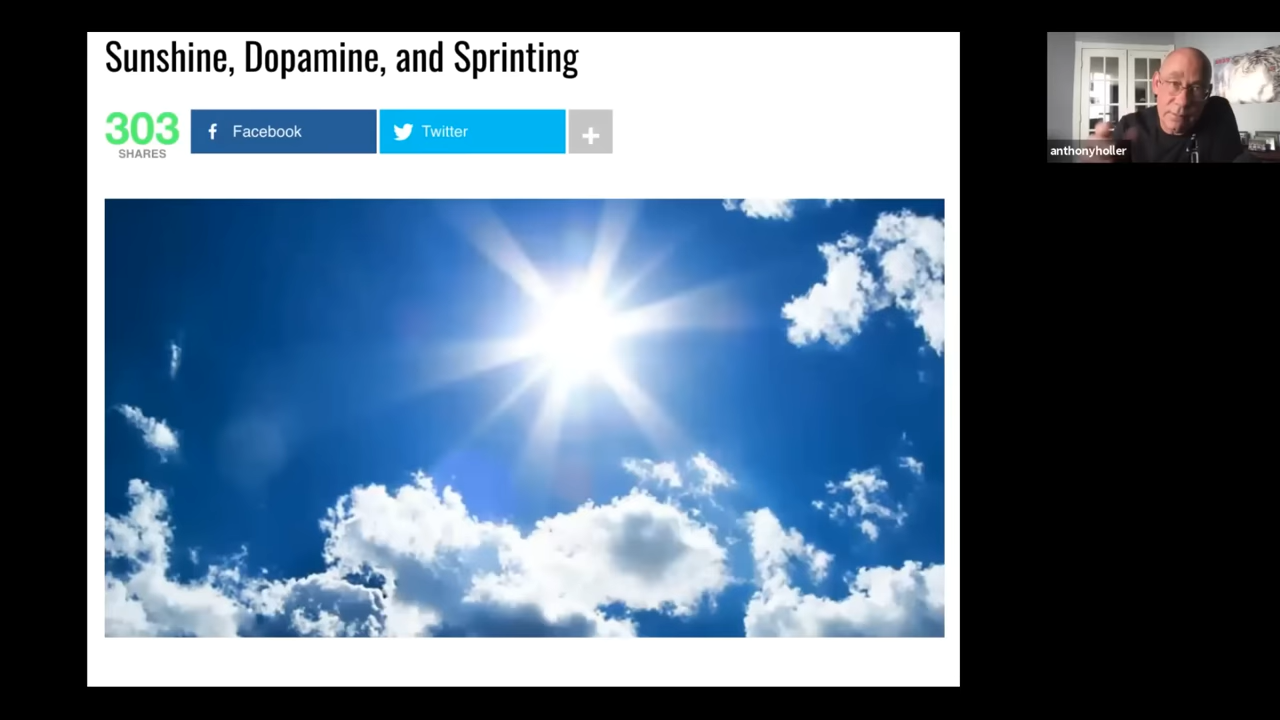 Sunshine, Dopamine, and Sprinting
303
SHARES
Facebook
Twitter
anthonyholler